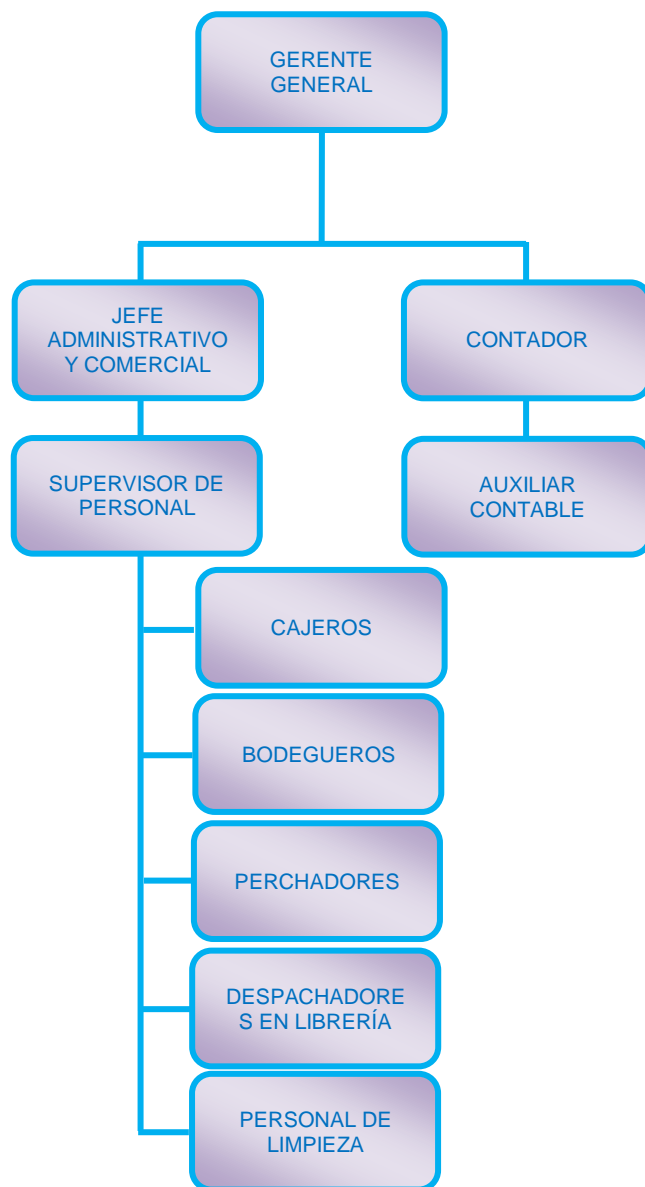 GERENTE
GENERAL
JEFE
ADMINISTRATIVO
Y COMERCIAL
CONTADOR
SUPERVISOR DE
PERSONAL
AUXILIAR
CONTABLE
CAJEROS
BODEGUEROS
PERCHADORES
DESPACHADORE
S EN LIBRERÍA
PERSONAL DE
LIMPIEZA